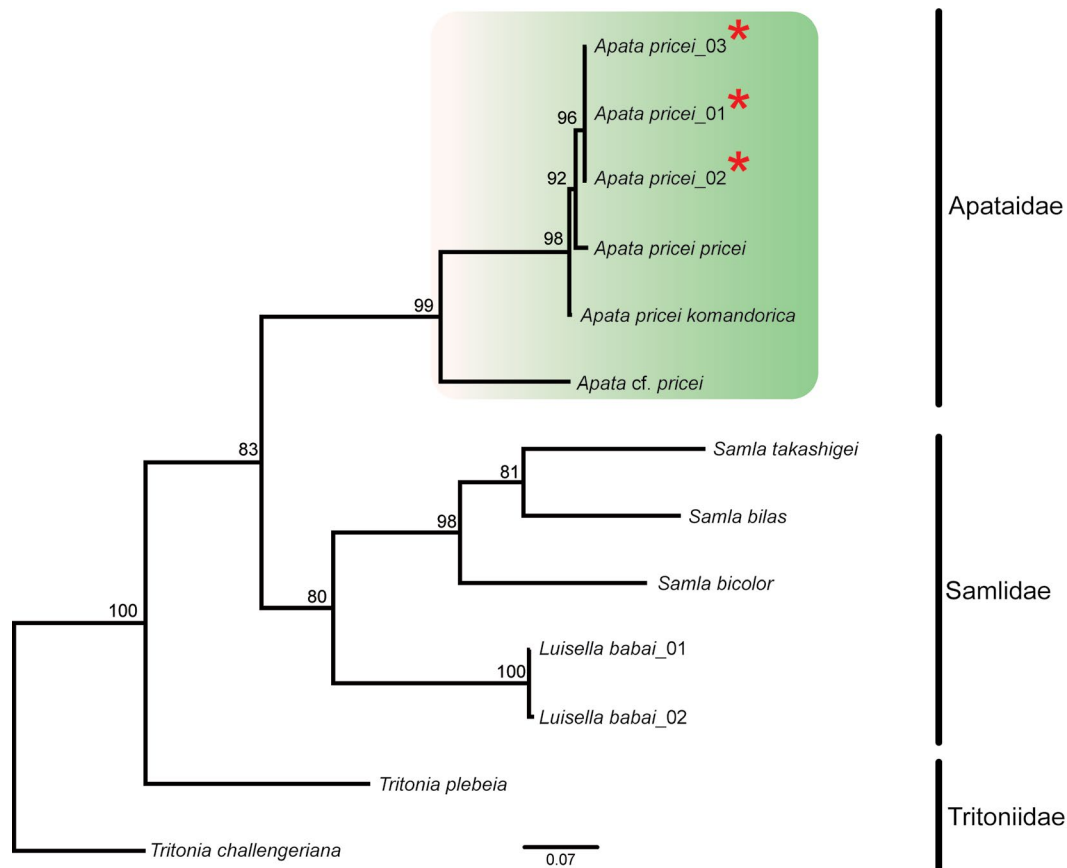 Apata pricei_03*
96
Apata pricei_01*
92
Apata pricei_02*
98
Apata pricei pricei
99
Apata pricei komandorica
Apata cf. pricei
Apataidae
83
Samla takashigei
81
Samla bilas
98
Samla bicolor
80
Luisella babai_01
100
Luisella babai_02
Samlidae
100
Tritonia plebeia
Tritonia challengeriana
Tritoniidae
0.07